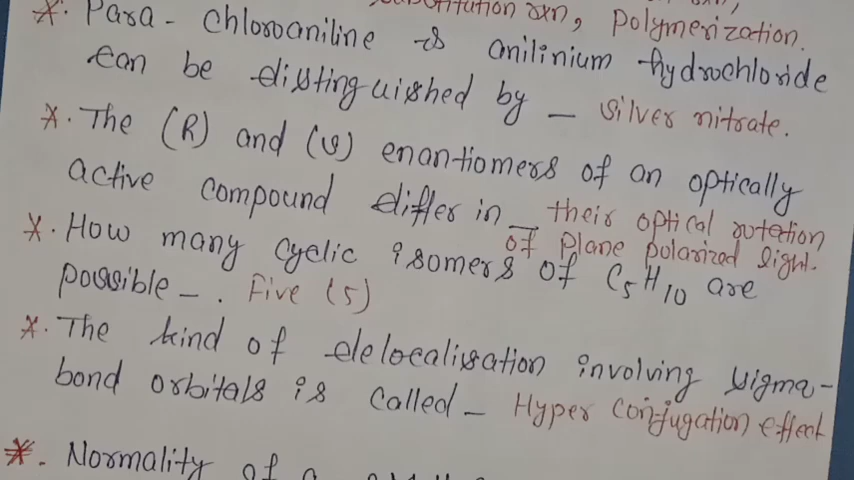 substitution rxn, polymerization.
*. Para - chloroaniline & anilinium hydrochloride
can be distinguished by - silver nitrate.
*. The (R) and (S) enantiomers of an optically
active compound differ in - their optical rotation
of plane polarized light.
*. How many cyclic isomers of C5H10 are
possible - . Five (5)
*. The kind of delocalisation involving sigma-
bond orbitals is called - Hyper conjugation effect
*. Normality of a